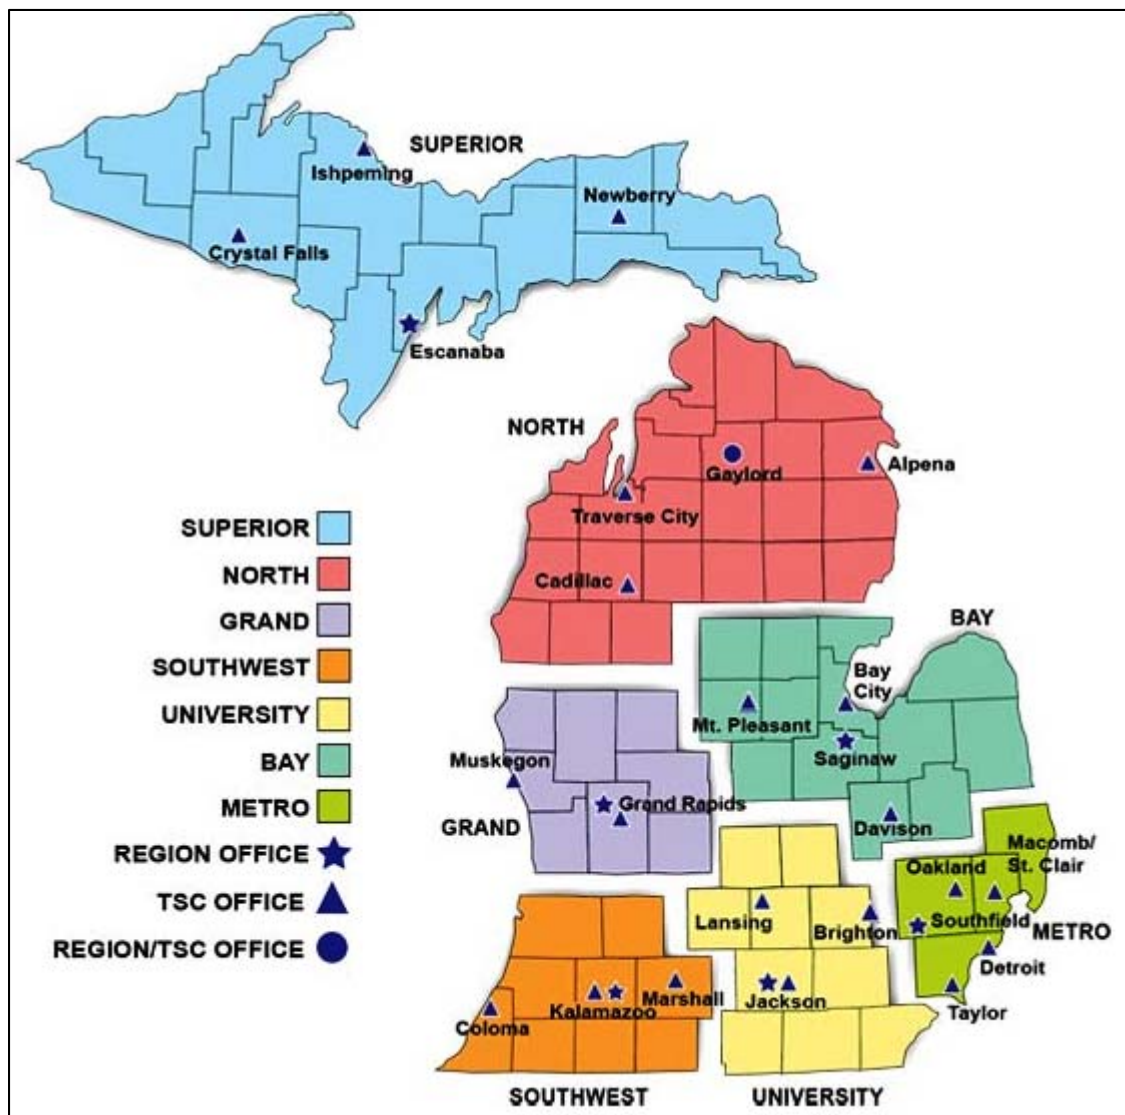 SUPERIOR
Ishpeming
Newberry
Crystal Falls
Escanaba
NORTH
Gaylord
Alpena
Traverse City
Cadillac
SUPERIOR
NORTH
GRAND
SOUTHWEST
UNIVERSITY
BAY
METRO
REGION OFFICE
TSC OFFICE
REGION/TSC OFFICE
BAY
Bay
City
Mt. Pleasant
Saginaw
Davison
Muskegon
Grand Rapids
GRAND
Macomb/
St. Clair
Oakland
Southfield
METRO
Detroit
Taylor
Lansing
Brighton
Jackson
Marshall
Kalamazoo
Coloma
SOUTHWEST
UNIVERSITY